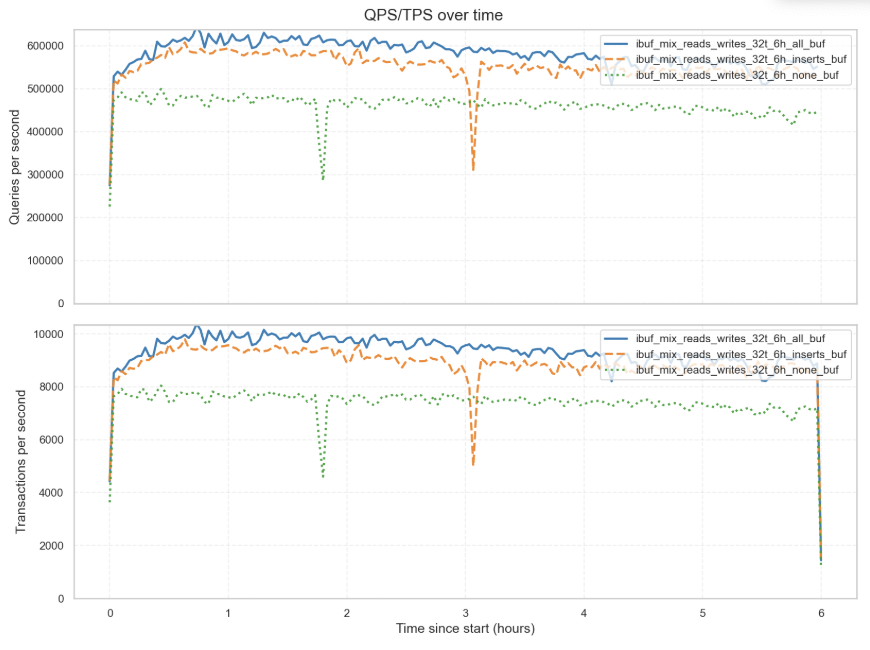 QPS/TPS over time
Queries per second
600000
500000
400000
300000
200000
100000
0
ibuf_mix_reads_writes_32t_6h_all_buf
ibuf_mix_reads_writes_32t_6h_inserts_buf
ibuf_mix_reads_writes_32t_6h_none_buf
Transactions per second
10000
8000
6000
4000
2000
0
ibuf_mix_reads_writes_32t_6h_all_buf
ibuf_mix_reads_writes_32t_6h_inserts_buf
ibuf_mix_reads_writes_32t_6h_none_buf
0 1 2 3 4 5 6
Time since start (hours)